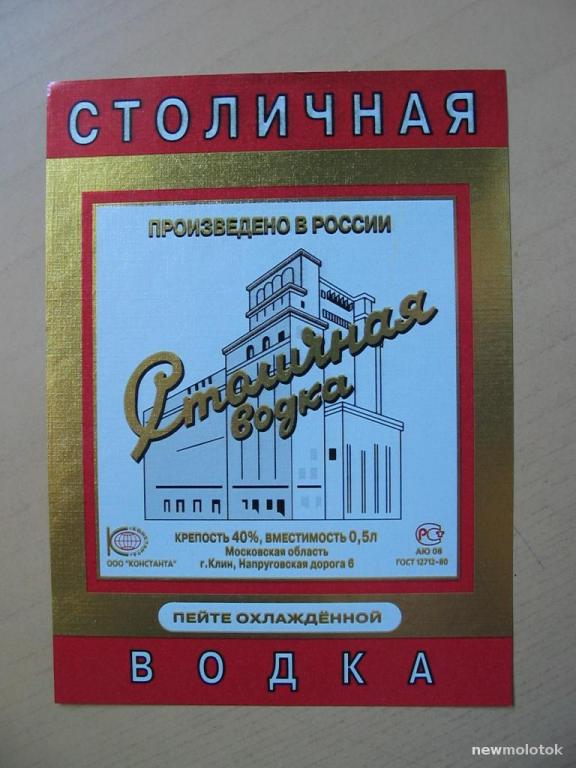 СТОЛИЧНАЯ
ПРОИЗВЕДЕНО В РОССИИ
Столичная
водка
КРЕПОСТЬ 40%, ВМЕСТИМОСТЬ 0,5л
Московская область
г.Клин, Напруговская дорога 6
ООО "КОНСТАНТА"
РСТ
АЮ 08
ГОСТ 12712-80
ПЕЙТЕ ОХЛАЖДЁННОЙ
ВОДКА
newmolotok